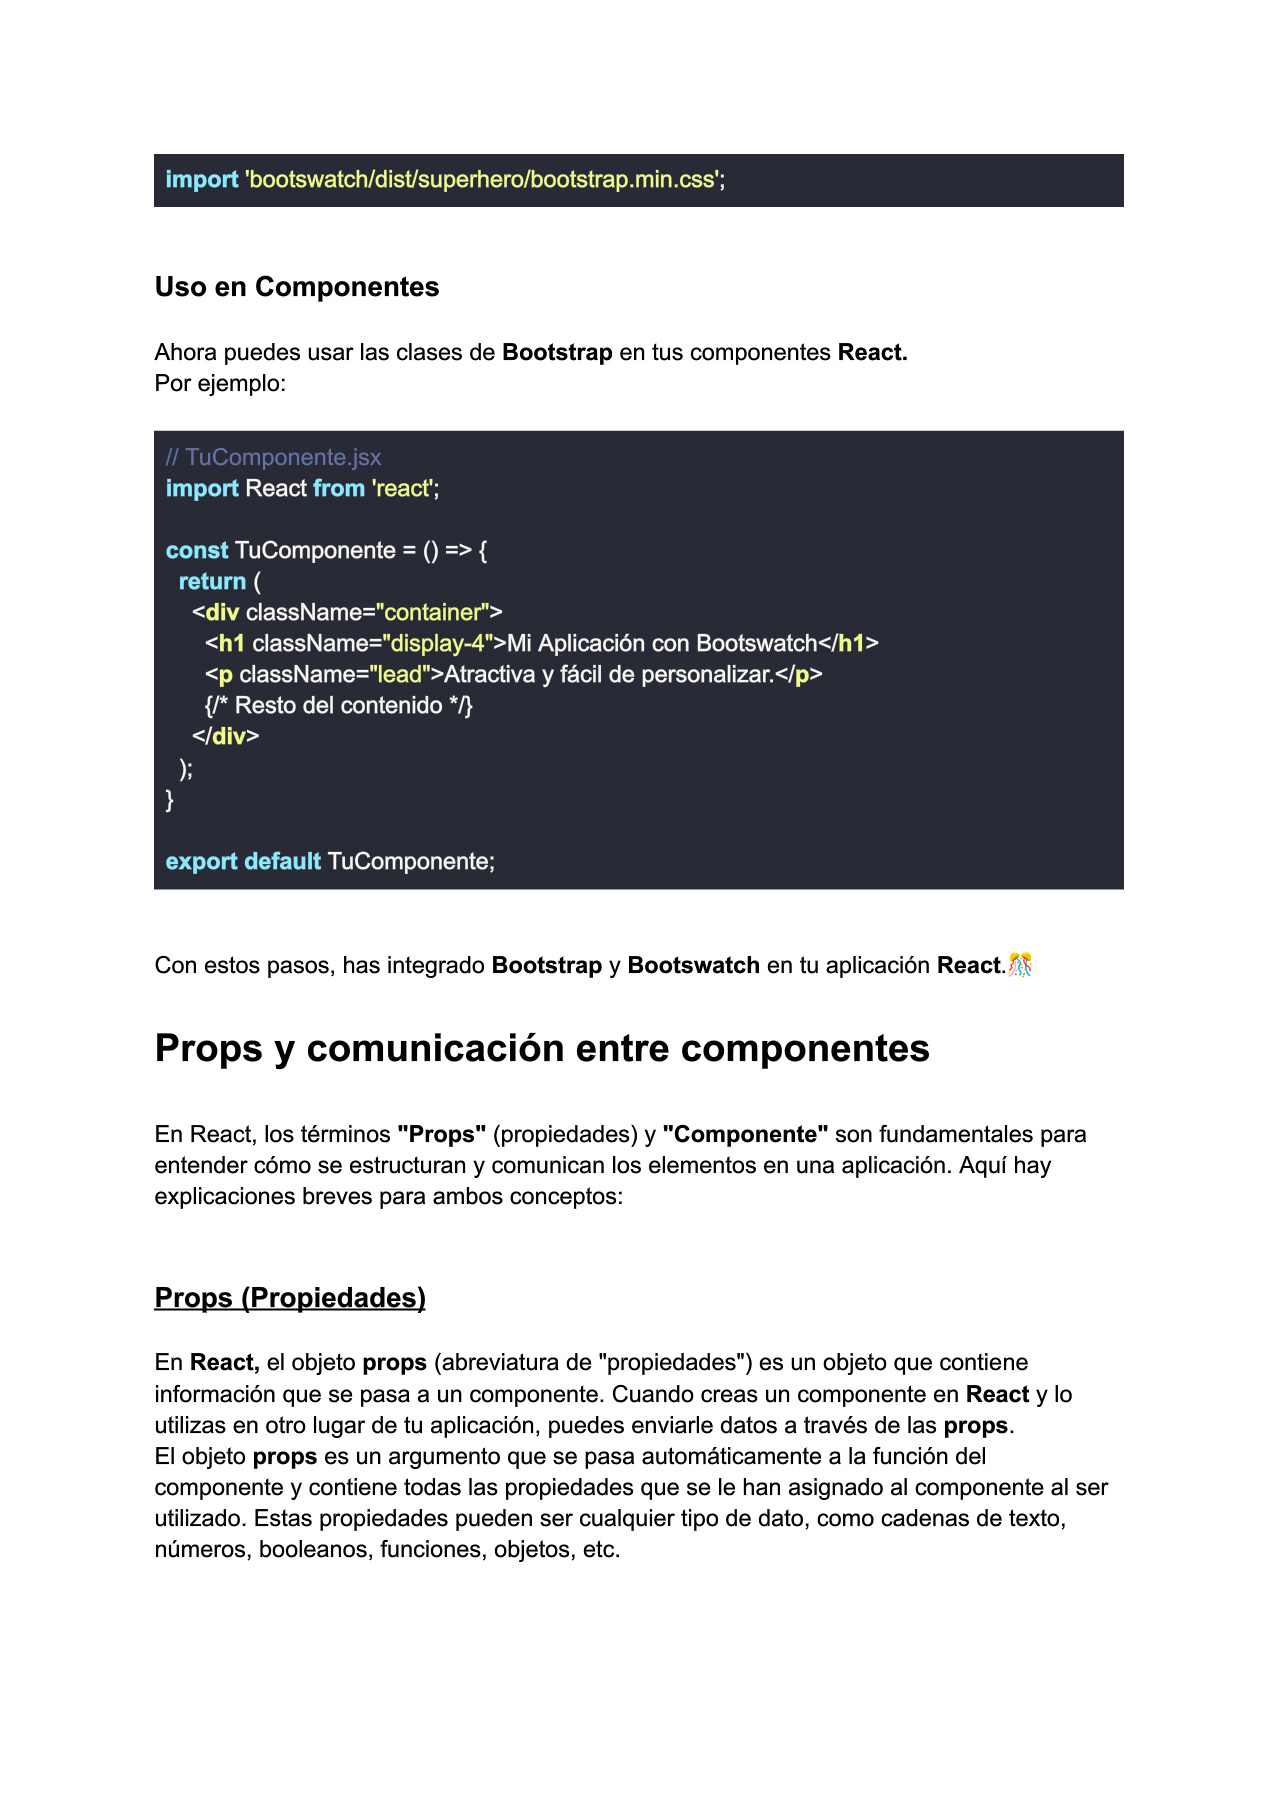 import 'bootswatch/dist/superhero/bootstrap.min.css';
Uso en Componentes
Ahora puedes usar las clases de Bootstrap en tus componentes React.
Por ejemplo:
// TuComponente.jsx
import React from 'react';
const TuComponente = () => {
return (
<div className="container">
<h1 className="display-4">Mi Aplicación con Bootswatch</h1>
<p className="lead">Atractiva y fácil de personalizar.</p>
{/* Resto del contenido */}
</div>
);
}
export default TuComponente;
Con estos pasos, has integrado Bootstrap y Bootswatch en tu aplicación React.🎊
Props y comunicación entre componentes
En React, los términos "Props" (propiedades) y "Componente" son fundamentales para
entender cómo se estructuran y comunican los elementos en una aplicación. Aquí hay
explicaciones breves para ambos conceptos:
Props (Propiedades)
En React, el objeto props (abreviatura de "propiedades") es un objeto que contiene
información que se pasa a un componente. Cuando creas un componente en React y lo
utilizas en otro lugar de tu aplicación, puedes enviarle datos a través de las props.
El objeto props es un argumento que se pasa automáticamente a la función del
componente y contiene todas las propiedades que se le han asignado al componente al ser
utilizado. Estas propiedades pueden ser cualquier tipo de dato, como cadenas de texto,
números, booleanos, funciones, objetos, etc.